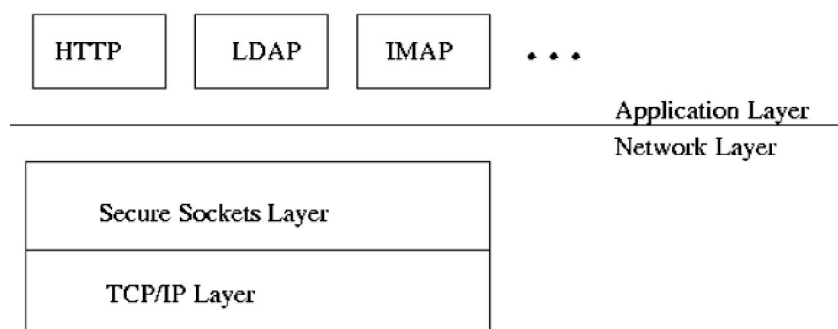 HTTP LDAP IMAP • • •
Application Layer
Network Layer
Secure Sockets Layer
TCP/IP Layer